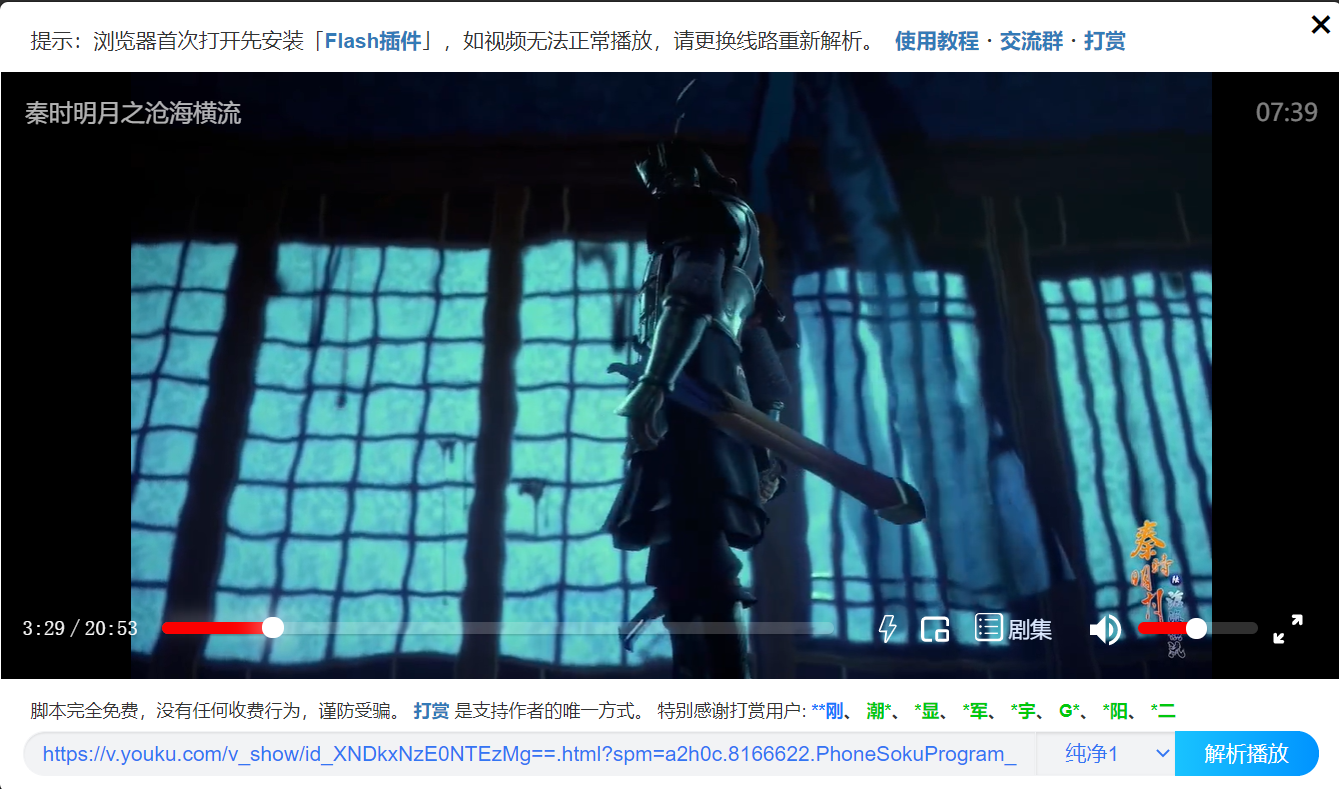 提示：浏览器首次打开先安装「Flash插件」，如视频无法正常播放，请更换线路重新解析。 使用教程 · 交流群 · 打赏
秦时明月之沧海横流
07:39
秦时明月
3:29 / 20:53
剧集
脚本完全免费，没有任何收费行为，谨防受骗。 打赏 是支持作者的唯一方式。 特别感谢打赏用户: **刚、 潮*、 *显、 *军、 *宇、 G*、 *阳、 *二
https://v.youku.com/v_show/id_XNDkxNzE0NTEzMg==.html?spm=a2h0c.8166622.PhoneSokuProgram_
纯净1
解析播放